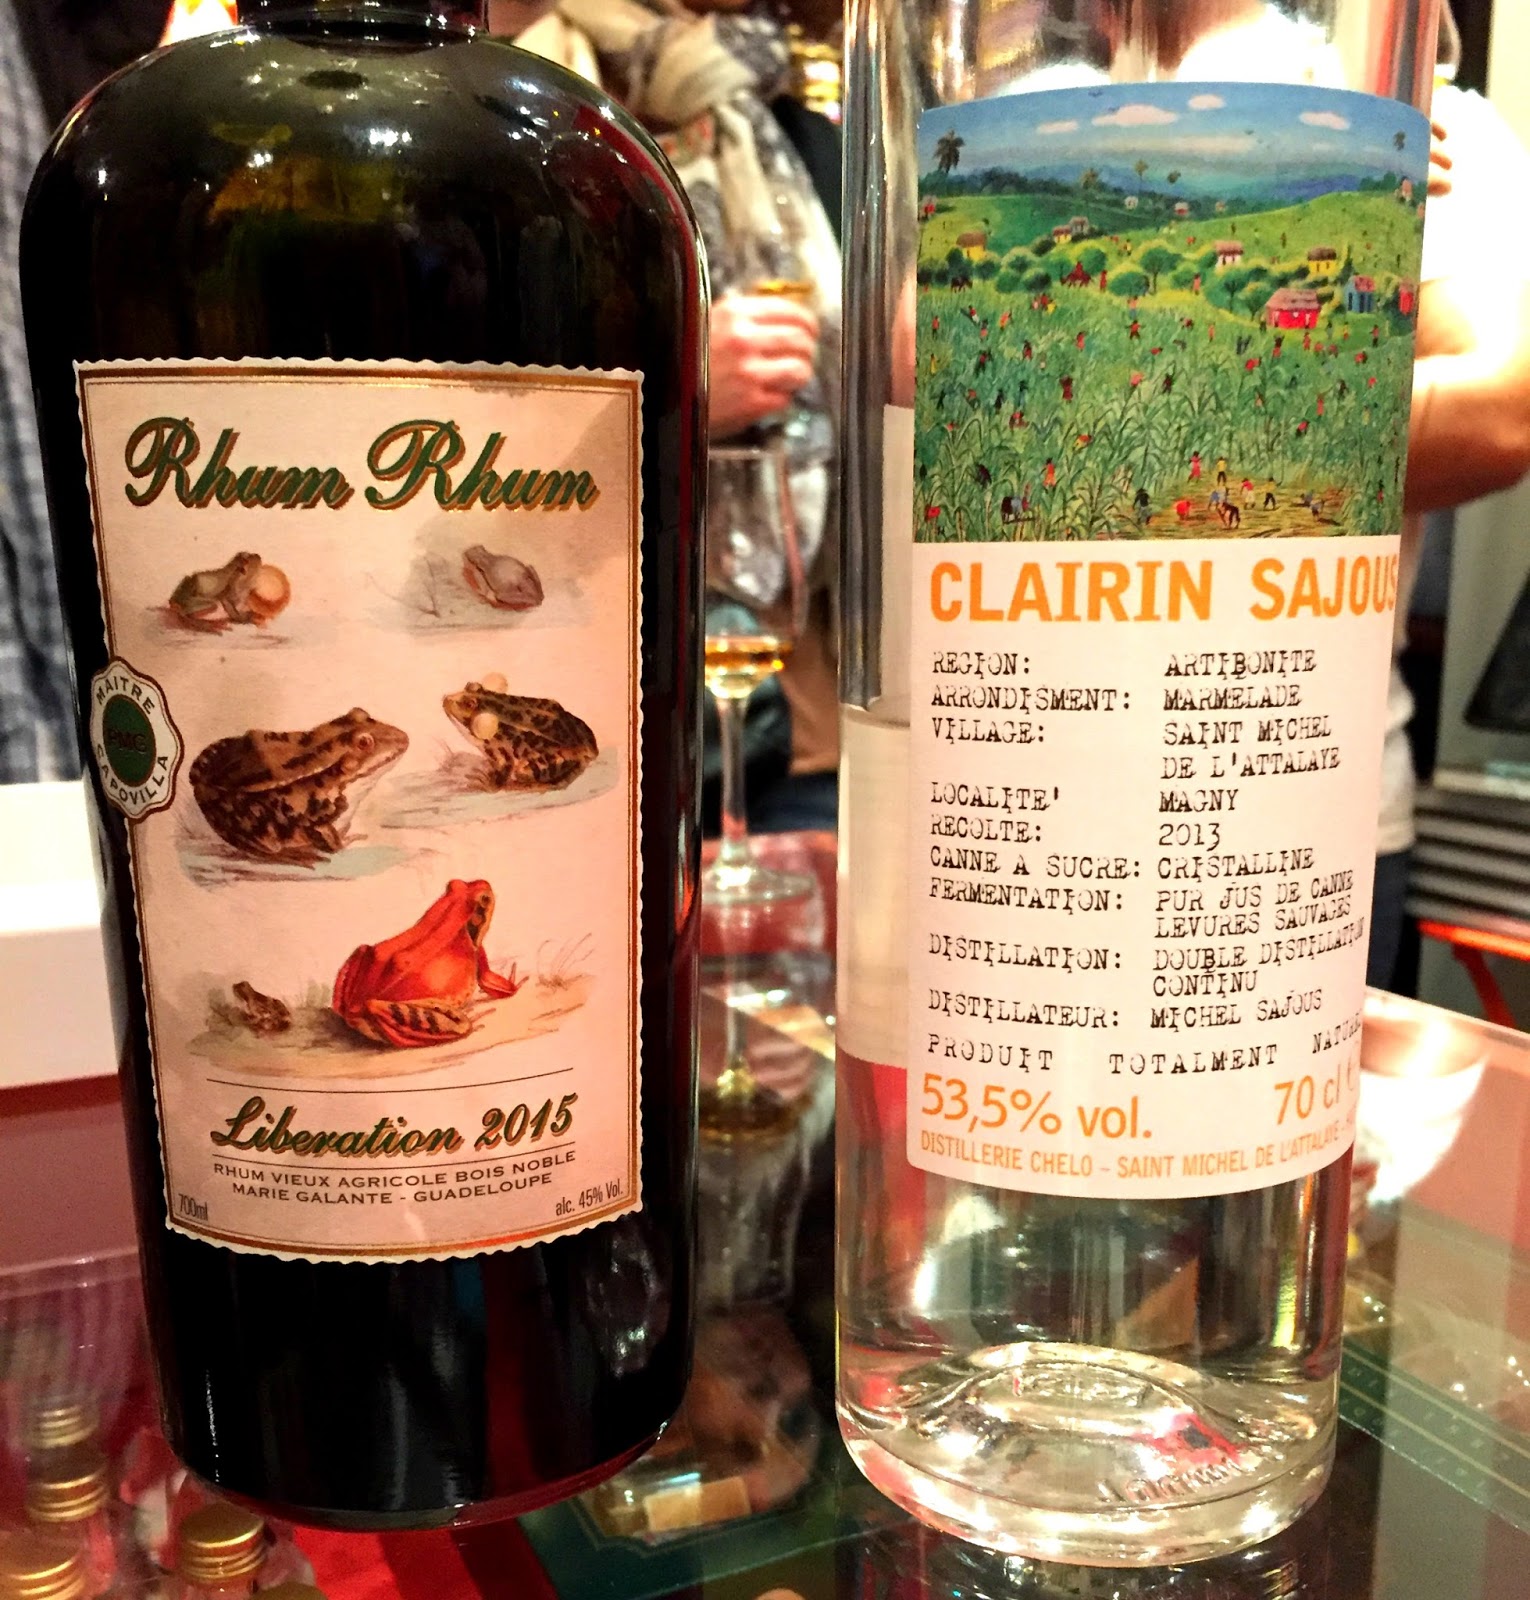 Rhum Rhum
MAITRE
PMG
CAPOVILLA
Liberation 2015
RHUM VIEUX AGRICOLE BOIS NOBLE
MARIE GALANTE - GUADELOUPE
700ml
alc. 45% Vol.
CLAIRIN SAJOUS
REGION: ARTIBONITE
ARRONDISMENT: MARMELADE
VILLAGE: SAINT MICHEL
DE L'ATTALAYE
LOCALITE' MAGNY
RECOLTE: 2013
CANNE A SUCRE: CRISTALLINE
FERMENTATION: PUR JUS DE CANNE
LEVURES SAUVAGES
DISTILLATION: DOUBLE DISTILLATION
CONTINU
DISTILLATEUR: MICHEL SAJOUS
PRODUIT TOTALMENT
53,5% vol. 70 cl
DISTILLERIE CHELO - SAINT MICHEL DE L'ATTALAYE -